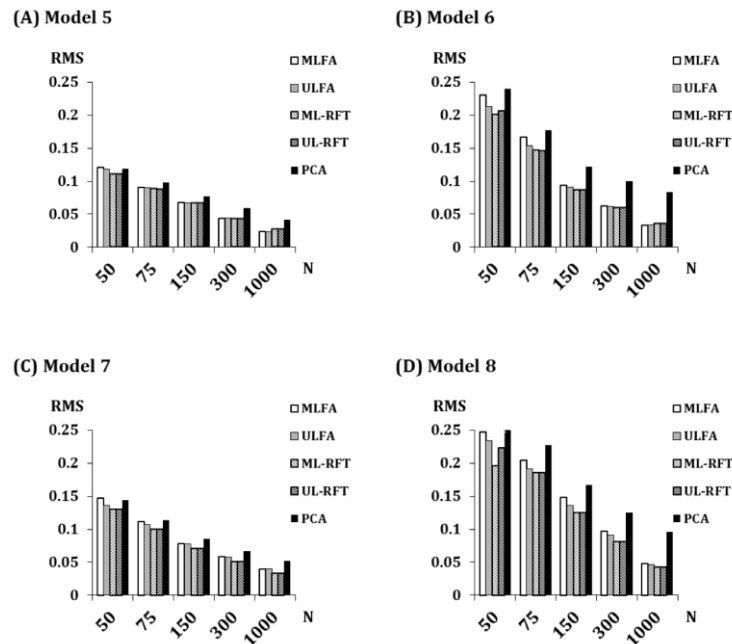 (A) Model 5
RMS
0.25
0.2
0.15
0.1
0.05
0
50
75
150
300
1000
N
MLFA
ULFA
ML-RFT
UL-RFT
PCA
(B) Model 6
RMS
0.25
0.2
0.15
0.1
0.05
0
50
75
150
300
1000
N
MLFA
ULFA
ML-RFT
UL-RFT
PCA
(C) Model 7
RMS
0.25
0.2
0.15
0.1
0.05
0
50
75
150
300
1000
N
MLFA
ULFA
ML-RFT
UL-RFT
PCA
(D) Model 8
RMS
0.25
0.2
0.15
0.1
0.05
0
50
75
150
300
1000
N
MLFA
ULFA
ML-RFT
UL-RFT
PCA